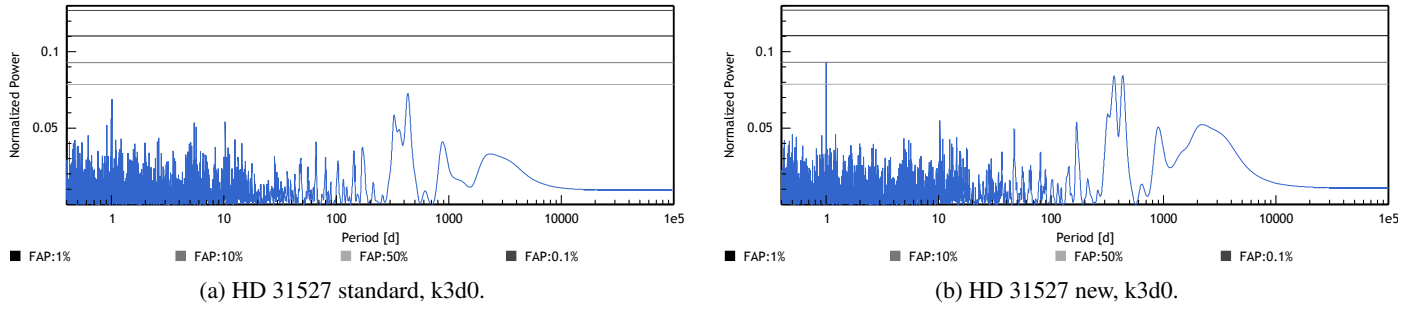 0.1
0.05
Normalized Power
1 10 100 1000 10000 1e5
Period [d]
FAP:1% FAP:10% FAP:50% FAP:0.1%
(a) HD 31527 standard, k3d0.
0.1
0.05
Normalized Power
1 10 100 1000 10000 1e5
Period [d]
FAP:1% FAP:10% FAP:50% FAP:0.1%
(b) HD 31527 new, k3d0.